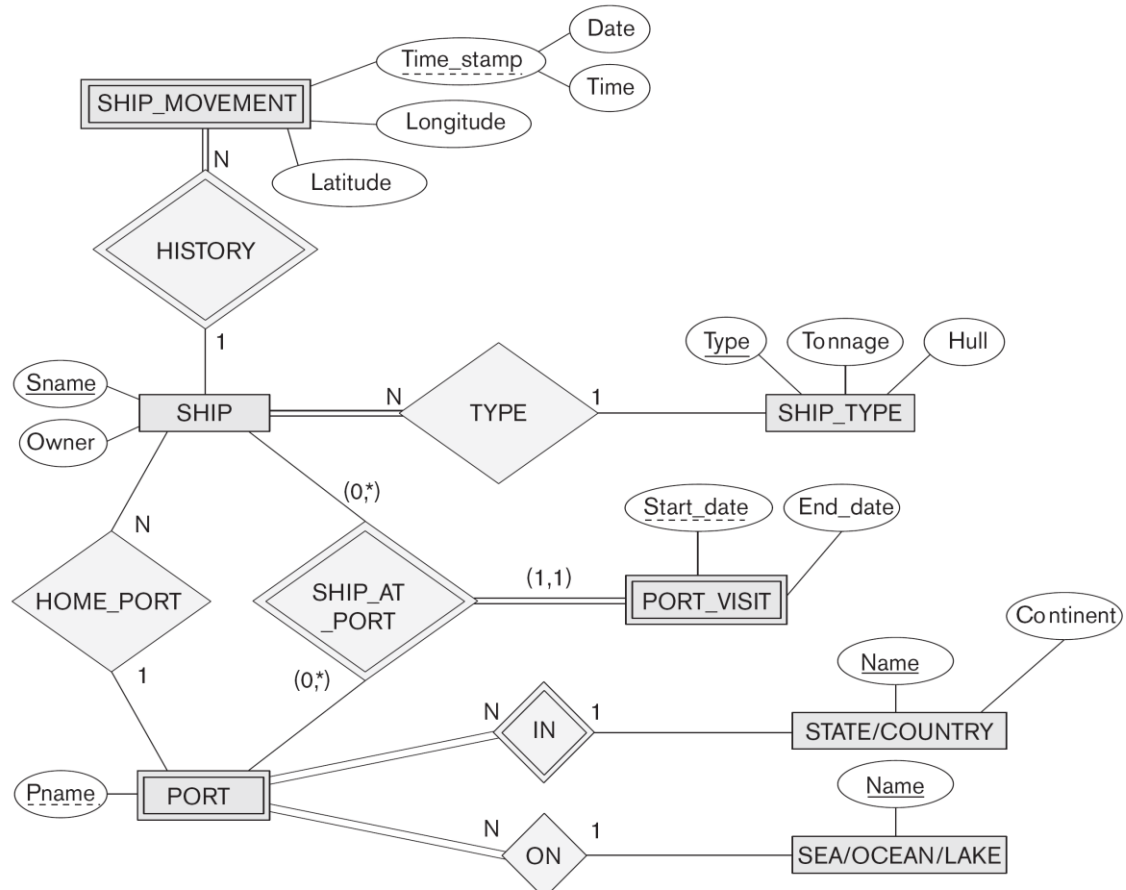 Date
Time_stamp
Time
SHIP_MOVEMENT
Longitude
N
Latitude
HISTORY
1
Type
Tonnage
Hull
Sname
SHIP
N
TYPE
1
SHIP_TYPE
Owner
(0,*)
Start_date
End_date
N
HOME_PORT
SHIP_AT
_PORT
(1,1)
PORT_VISIT
Continent
1
(0,*)
Name
N
IN
1
STATE/COUNTRY
Pname
PORT
Name
N
ON
1
SEA/OCEAN/LAKE